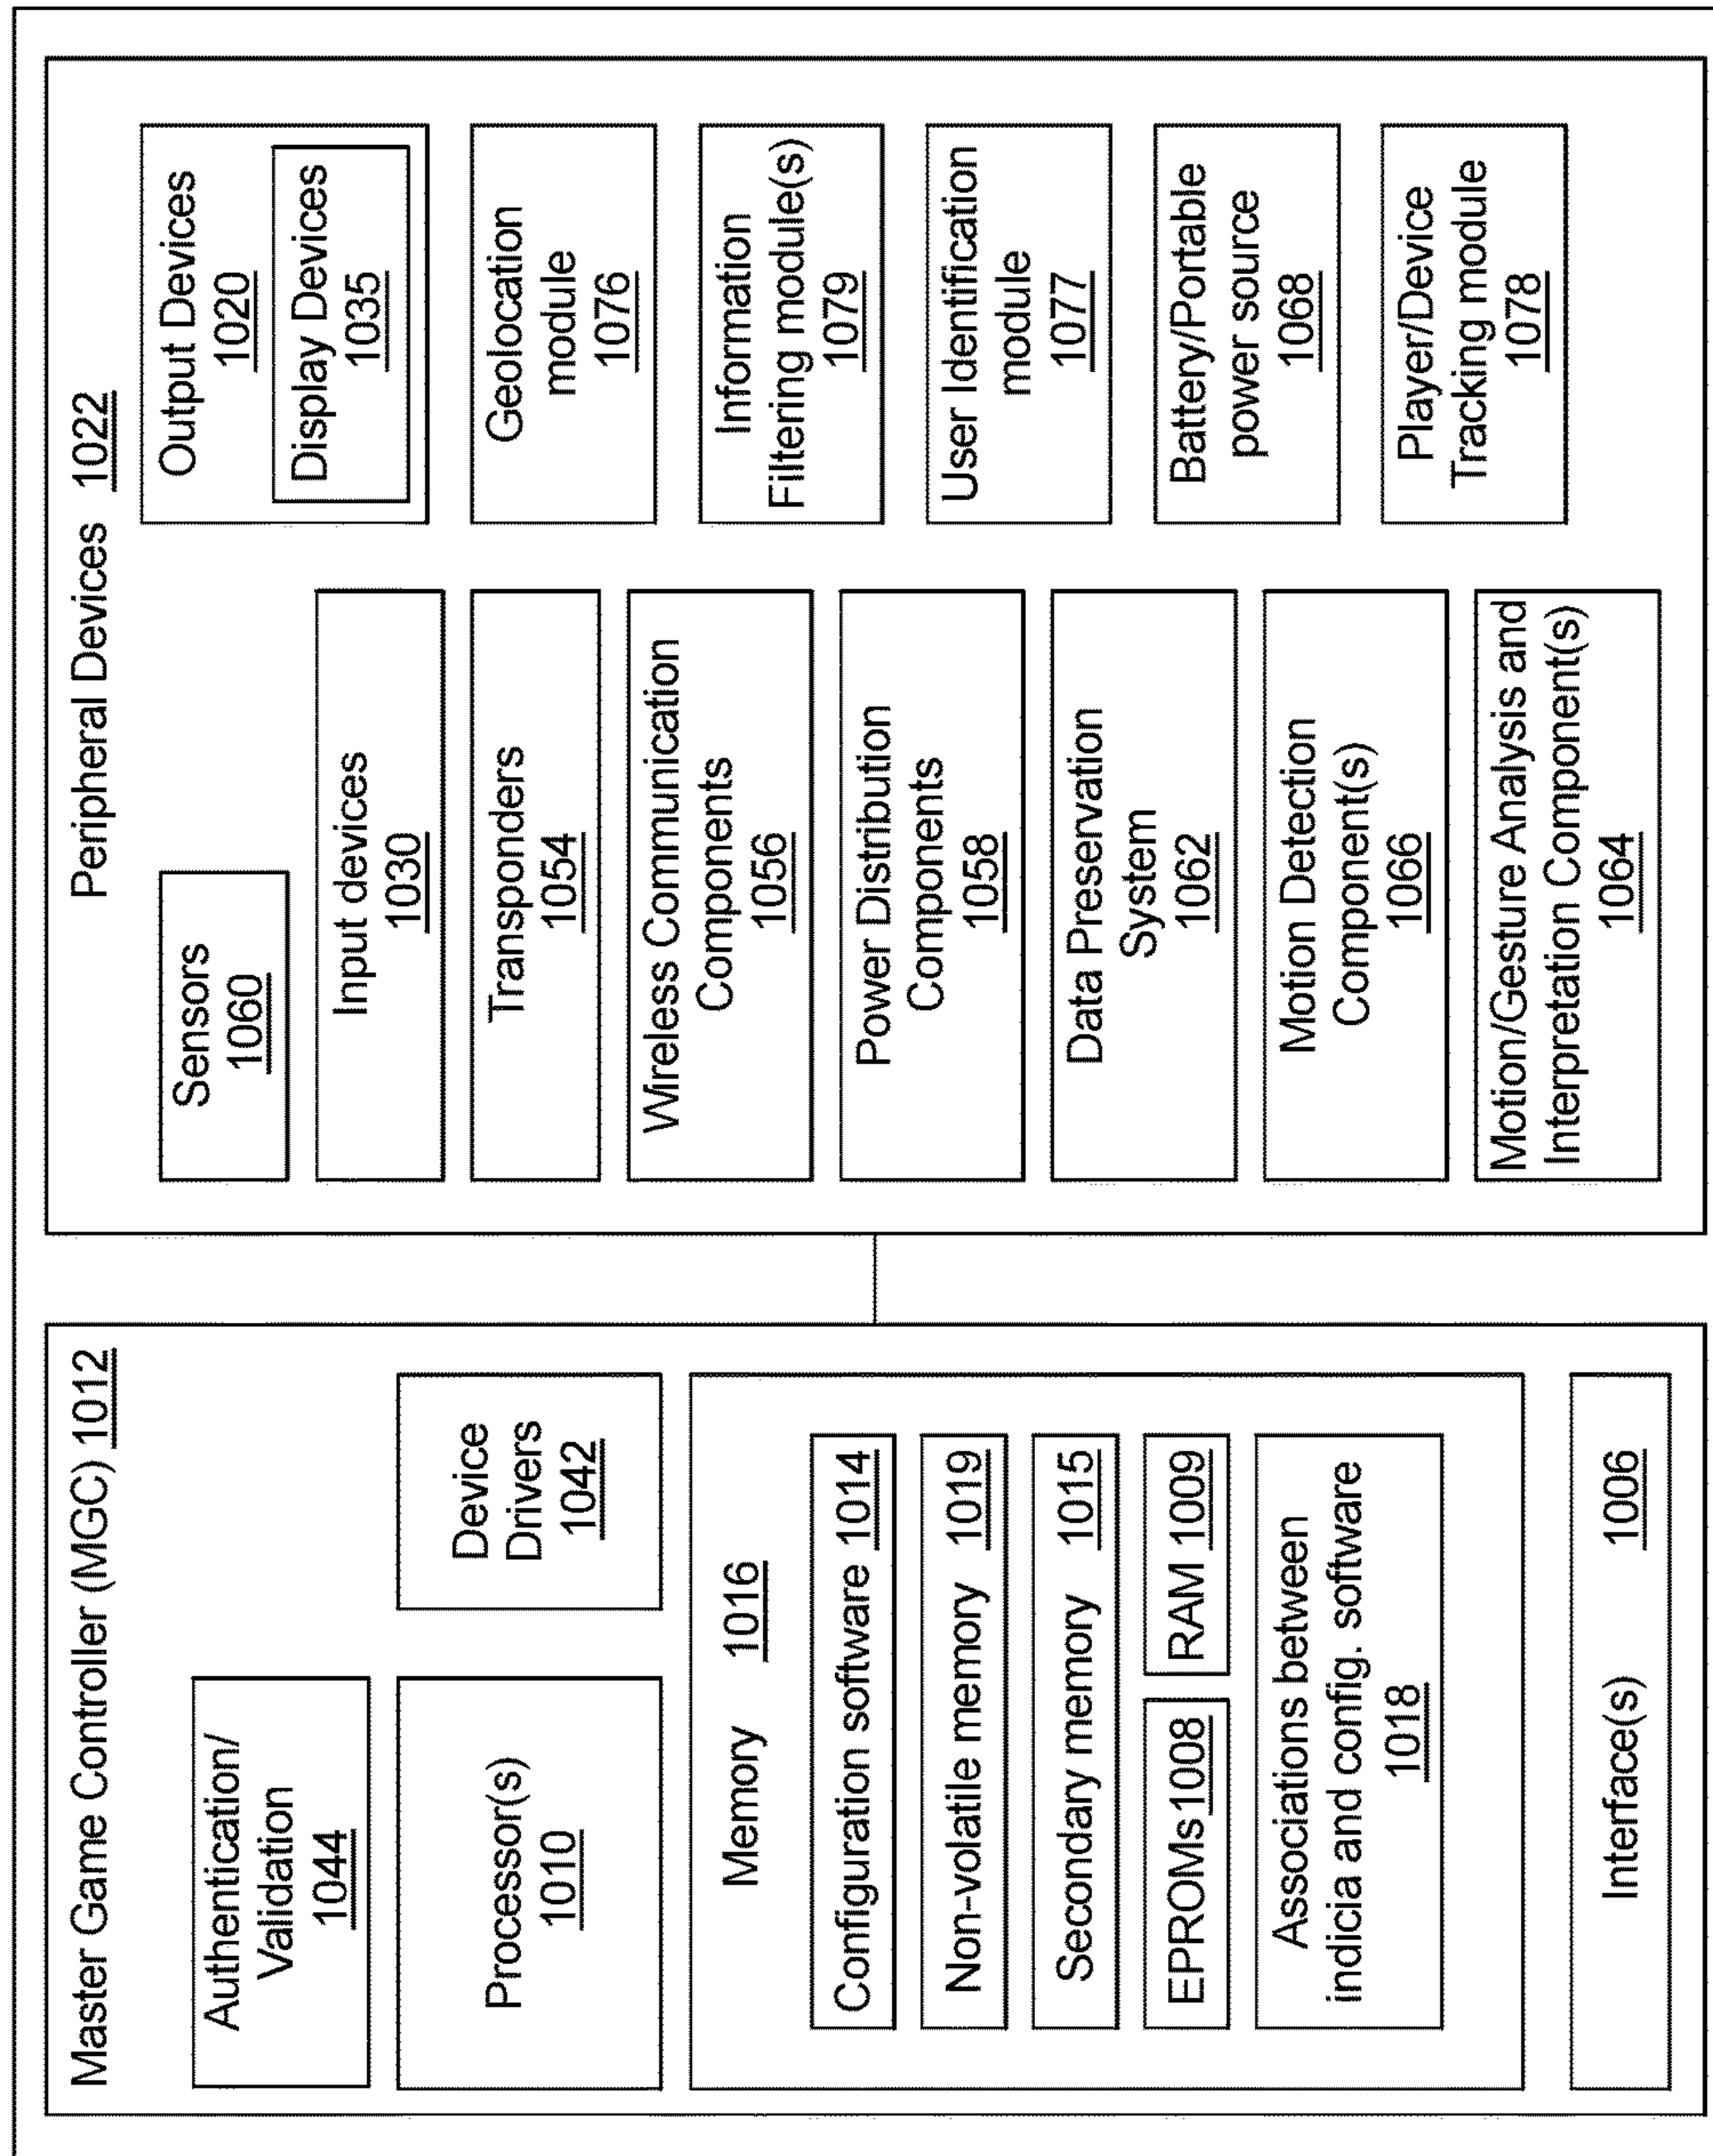 Master Game Controller (MGC) 1012
Authentication/
Validation
1044
Processor(s)
1010
Device
Drivers
1042
Memory 1016
Configuration software 1014
Non-volatile memory 1019
Secondary memory 1015
EPROMs 1008
RAM 1009
Associations between
indicia and config. software
1018
Interface(s) 1006
Peripheral Devices 1022
Sensors
1060
Input devices
1030
Transponders
1054
Wireless Communication
Components
1056
Power Distribution
Components
1058
Data Preservation
System
1062
Motion Detection
Component(s)
1066
Motion/Gesture Analysis and
Interpretation Component(s)
1064
Output Devices
1020
Display Devices
1035
Geolocation
module
1076
Information
Filtering module(s)
1079
User Identification
module
1077
Battery/Portable
power source
1068
Player/Device
Tracking module
1078